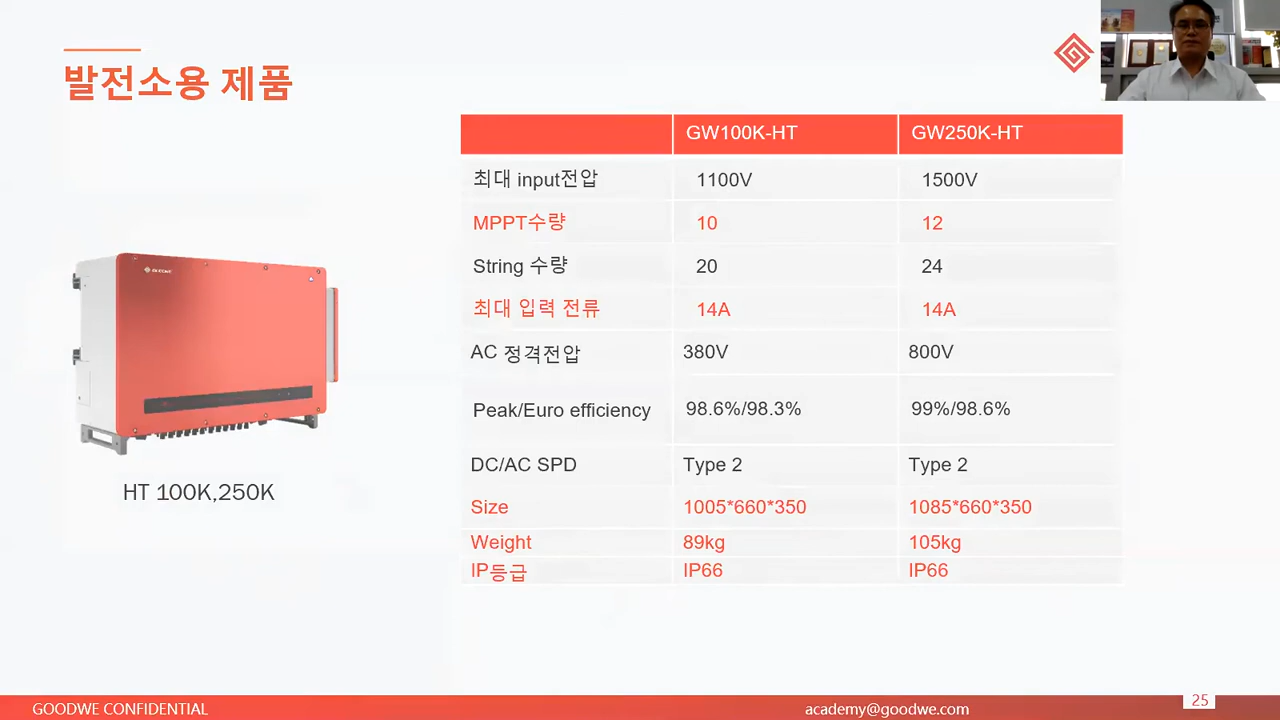 발전소용 제품
GW100K-HT GW250K-HT
최대 input전압 1100V 1500V
MPPT수량 10 12
String 수량 20 24
최대 입력 전류 14A 14A
AC 정격전압 380V 800V
Peak/Euro efficiency 98.6%/98.3% 99%/98.6%
DC/AC SPD Type 2 Type 2
Size 1005*660*350 1085*660*350
Weight 89kg 105kg
IP등급 IP66 IP66
HT 100K,250K
GOODWE CONFIDENTIAL
academy@goodwe.com
25